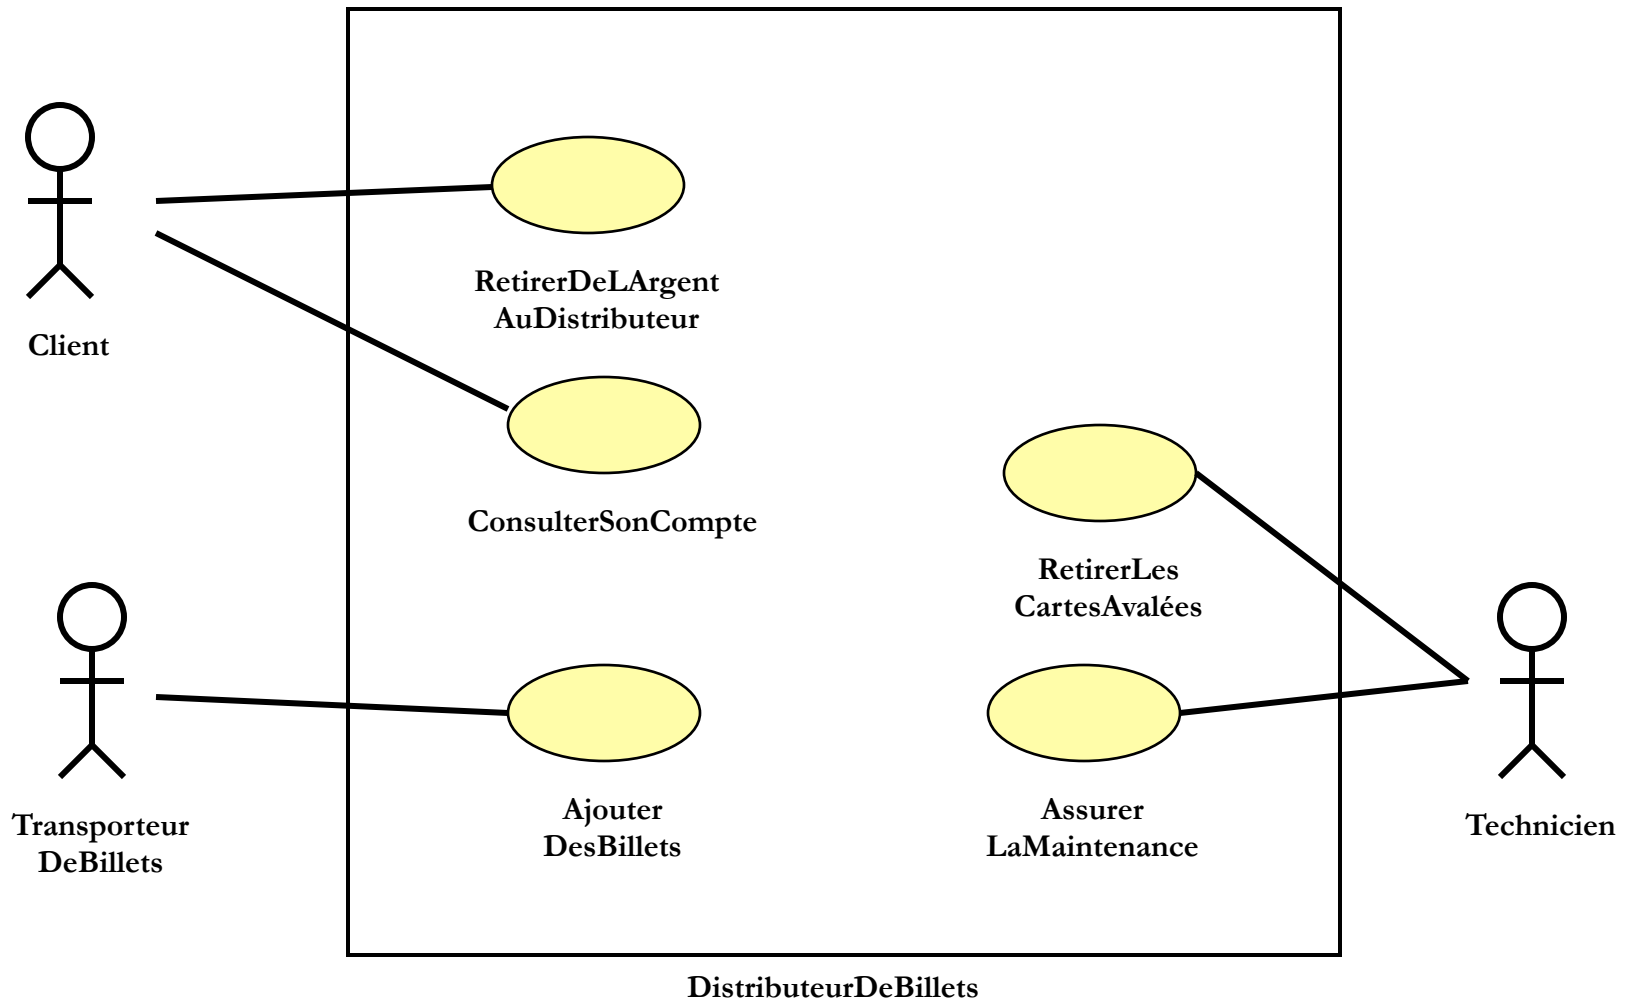 RetirerDeLArgent
AuDistributeur
Client
ConsulterSonCompte
RetirerLes
CartesAvalées
Transporteur
DeBillets
Ajouter
DesBillets
Assurer
LaMaintenance
Technicien
DistributeurDeBillets